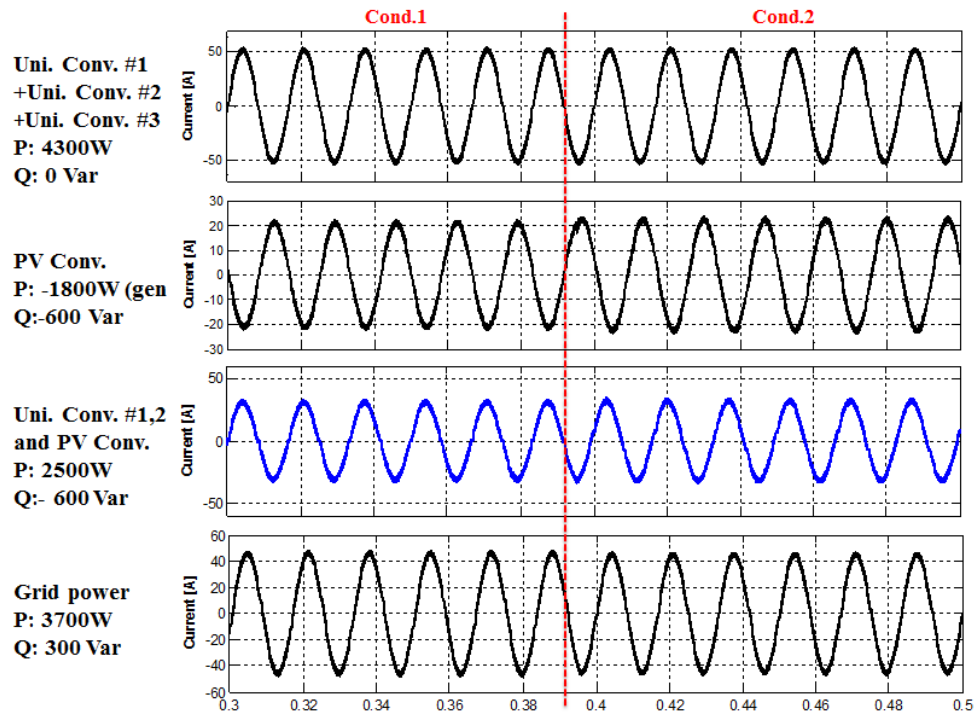 Cond.1 Cond.2
Uni. Conv. #1
+Uni. Conv. #2
+Uni. Conv. #3
P: 4300W
Q: 0 Var
Current [A]
50
0
-50
PV Conv.
P: -1800W (gen
Q:-600 Var
Current [A]
30
20
10
0
-10
-20
-30
Uni. Conv. #1,2
and PV Conv.
P: 2500W
Q:- 600 Var
Current [A]
50
0
-50
Grid power
P: 3700W
Q: 300 Var
Current [A]
60
40
20
0
-20
-40
-60
0.3 0.32 0.34 0.36 0.38 0.4 0.42 0.44 0.46 0.48 0.5